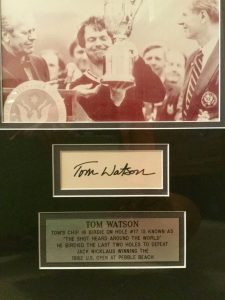 Tom Watson
TOM WATSON
TOM'S CHIP IN BIRDIE ON HOLE #17 IS KNOWN AS
"THE SHOT HEARD AROUND THE WORLD"
HE BIRDIED THE LAST TWO HOLES TO DEFEAT
JACK NICKLAUS WINNING THE
1982 U.S. OPEN AT PEBBLE BEACH